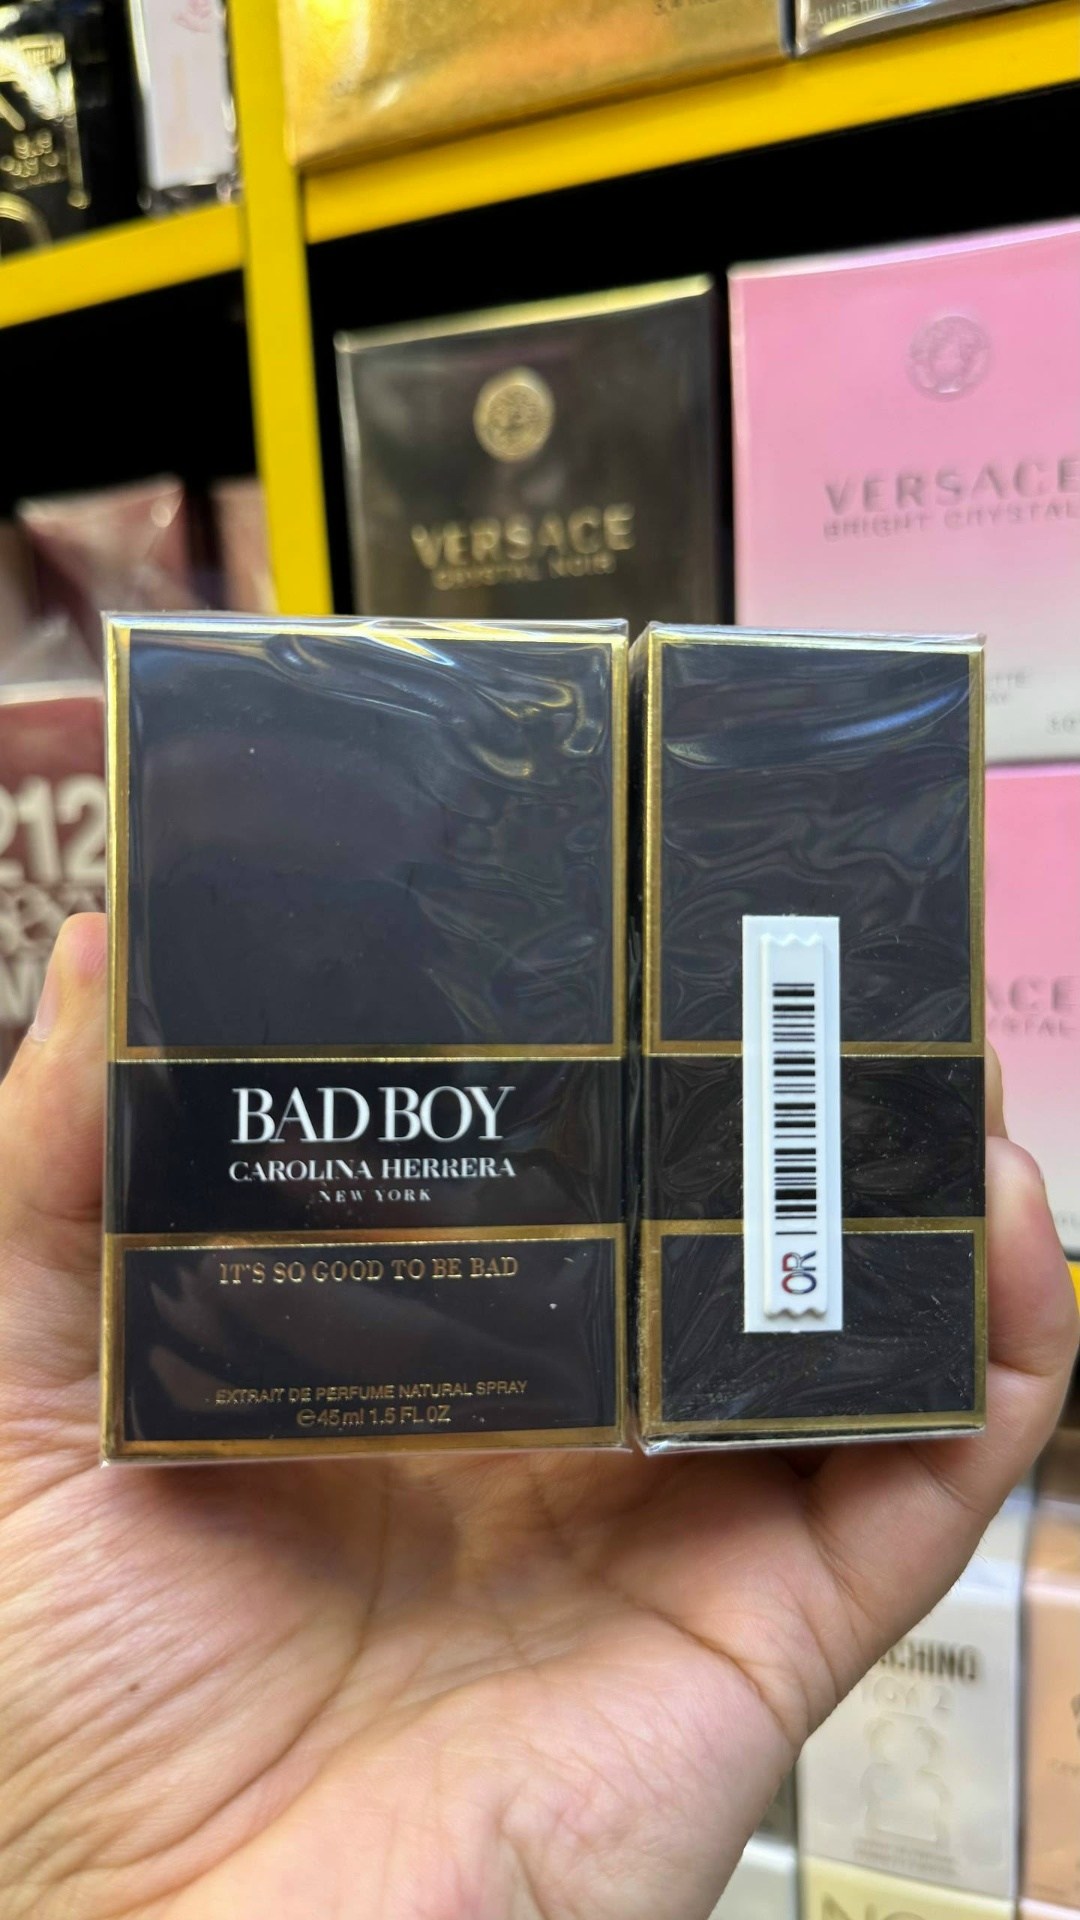 VERSACE
CRYSTAL NOIR
VERSACE
BRIGHT CRYSTAL
212
BAD BOY
CAROLINA HERRERA
NEW YORK
IT'S SO GOOD TO BE BAD
EXTRAIT DE PERFUME NATURAL SPRAY
℮45ml 1.5 FL OZ
OR